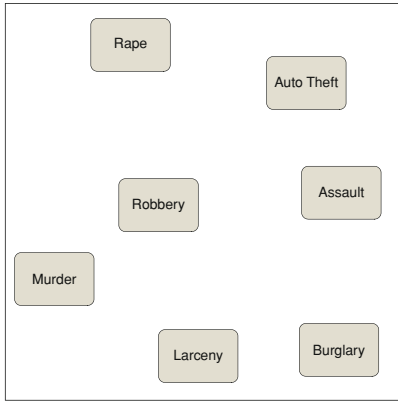 Rape
Auto Theft
Assault
Robbery
Murder
Larceny
Burglary